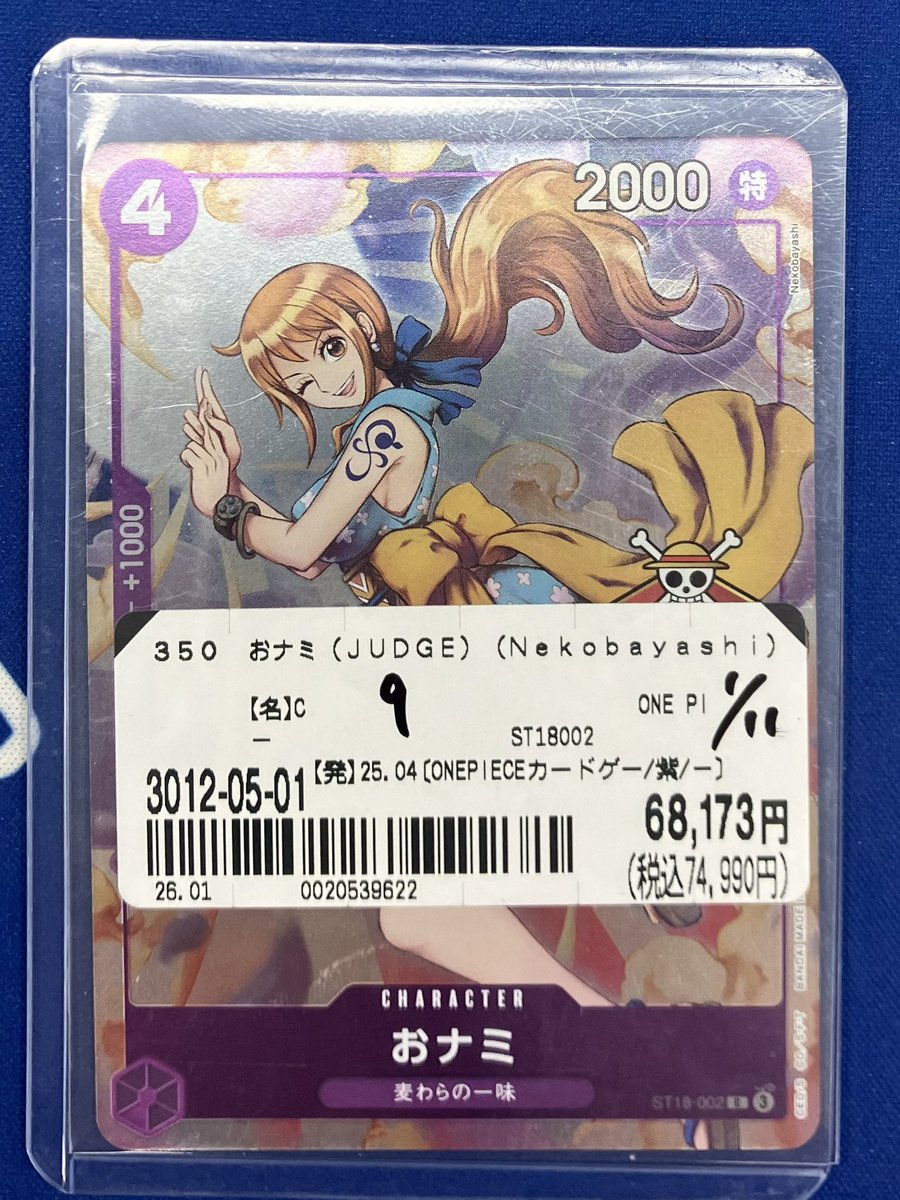 4
2000 特
Nekobayashi
+1000
350 おナミ(JUDGE)(Nekobayashi)
【名】C 9 ONE PI 1/11
— ST18002
3012-05-01 【発】25.04〔ONEPIECEカードゲー/紫/ー〕
68,173円
(税込74,990円)
26.01 0020539622
BANDAI MADE
CHARACTER
おナミ
麦わらの一味
ST18-002 3